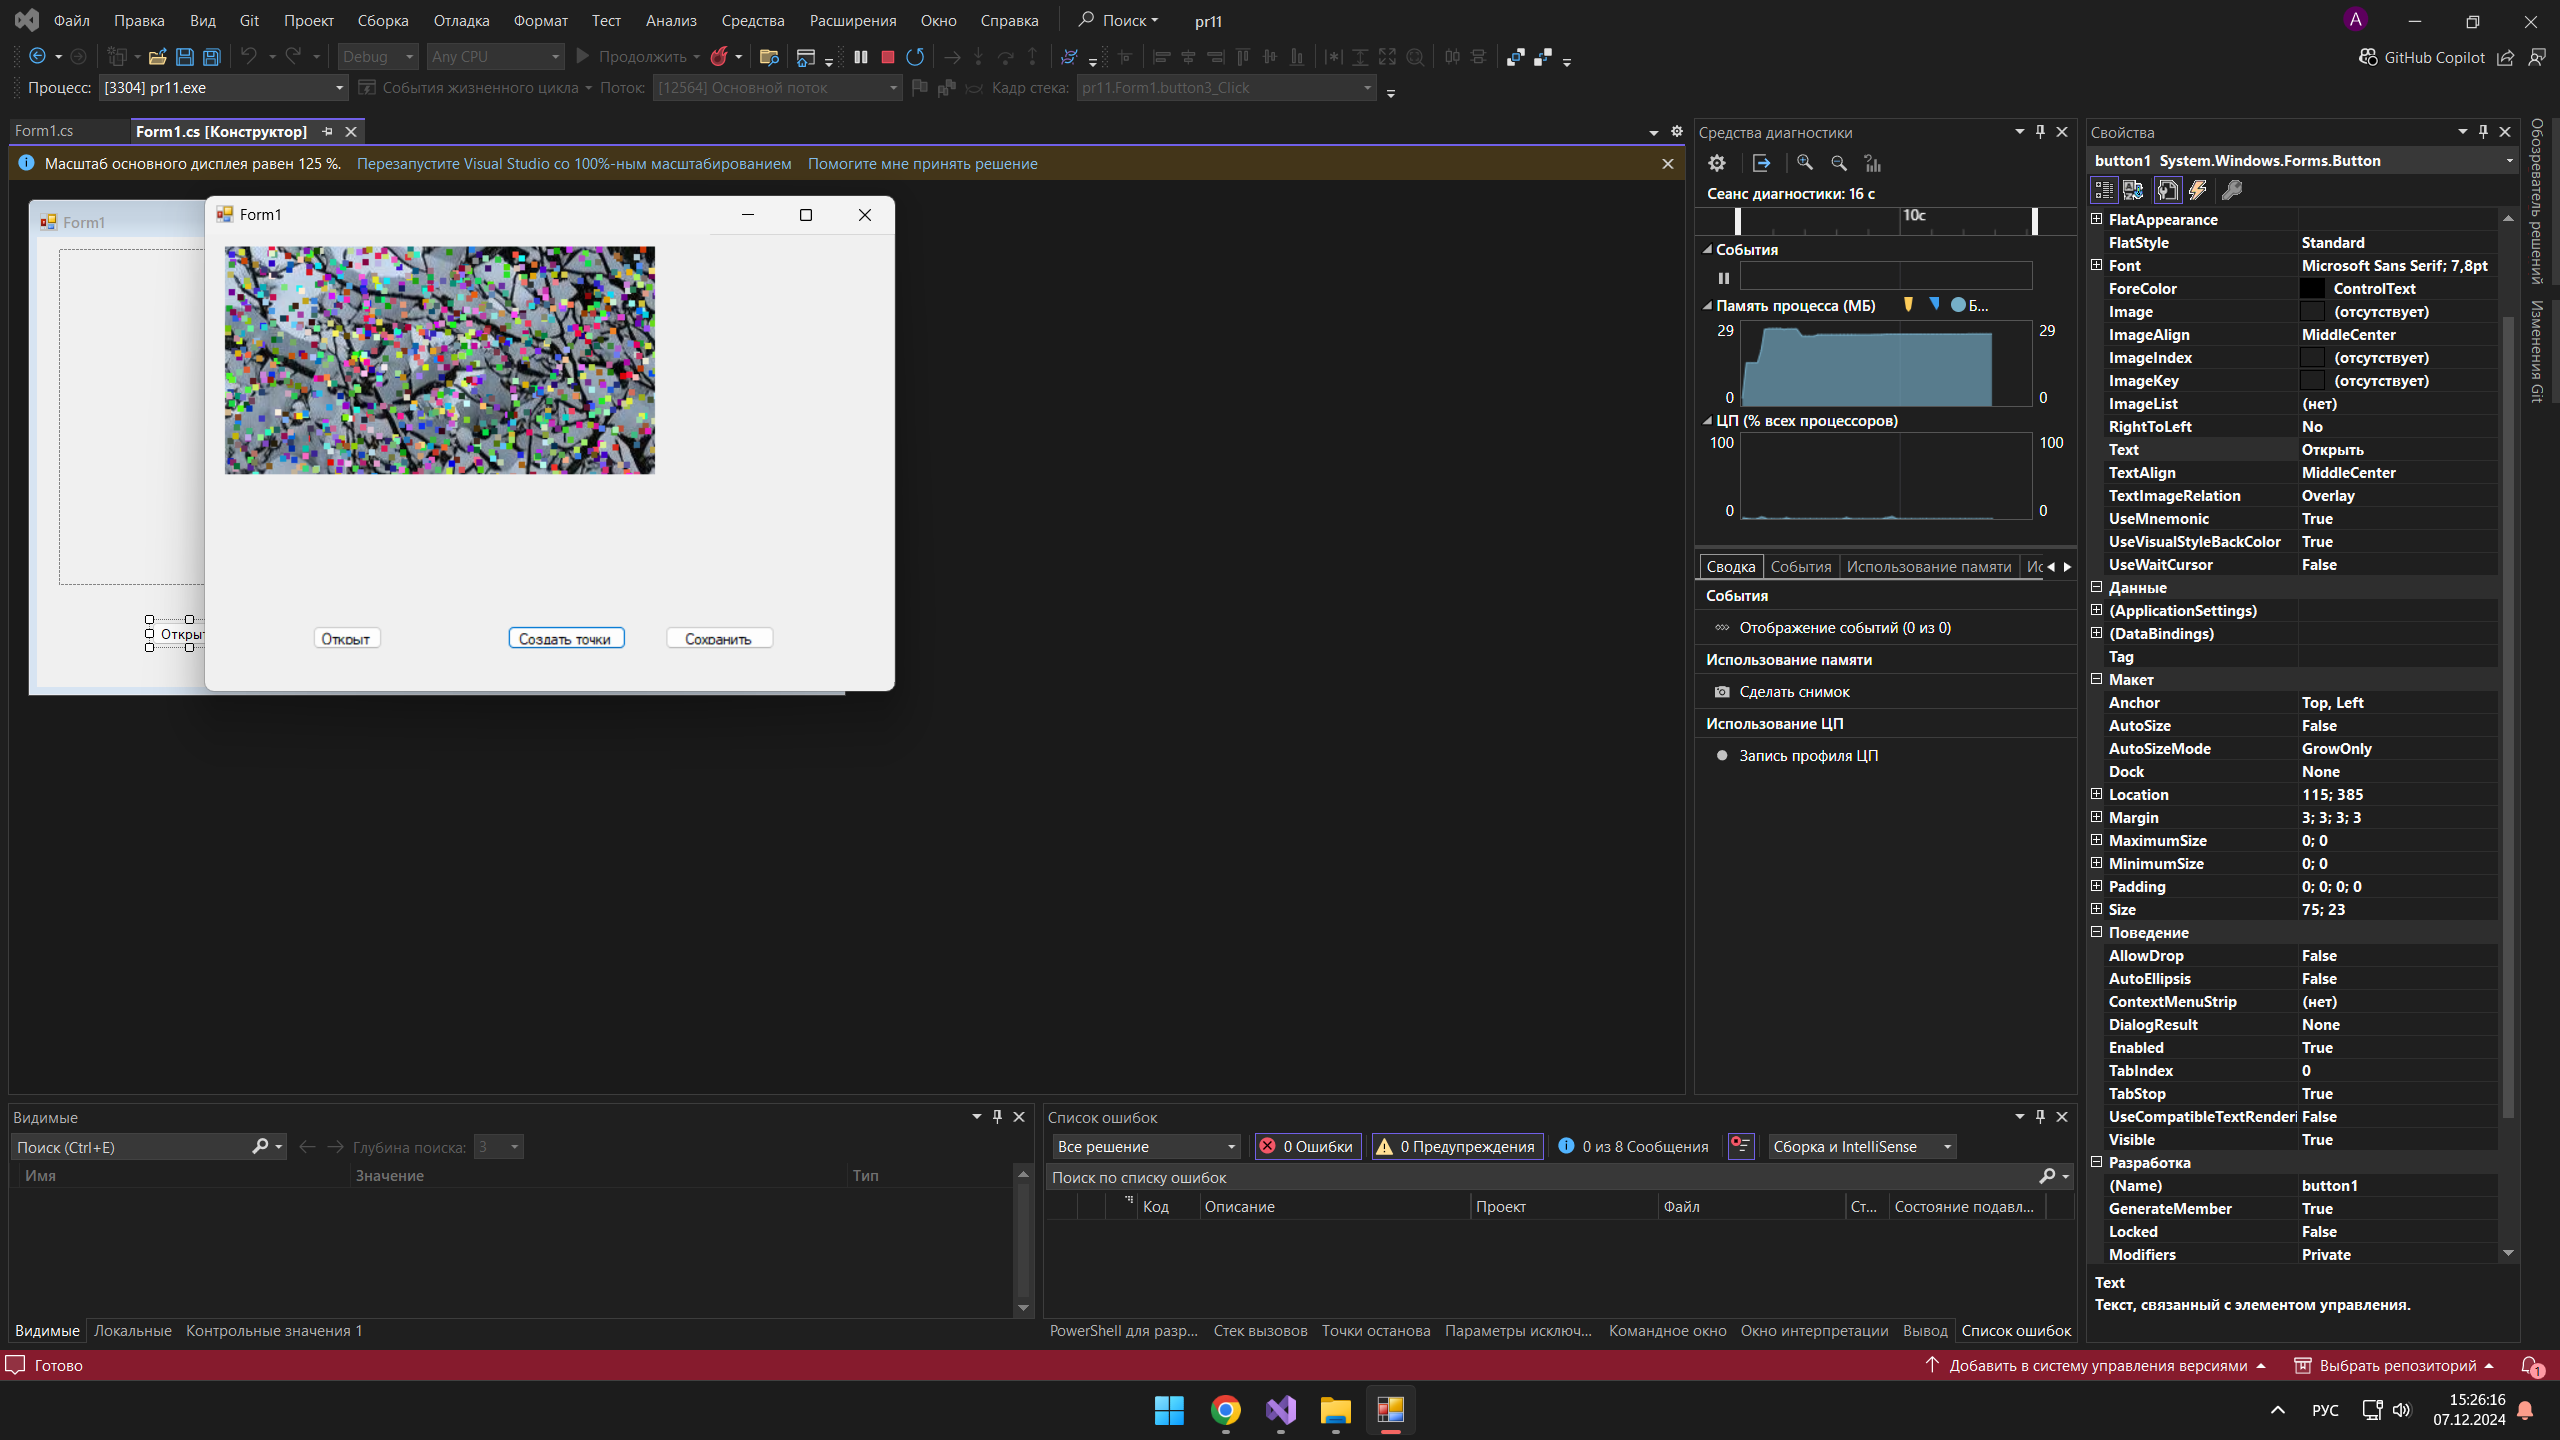 Файл Правка Вид Git Проект Сборка Отладка Формат Тест Анализ Средства Расширения Окно Справка Поиск pr11 A
Debug Any CPU Продолжить GitHub Copilot
Процесс: [3304] pr11.exe События жизненного цикла Поток: [12564] Основной поток Кадр стека: pr11.Form1.button3_Click
Form1.cs Form1.cs [Конструктор]
Масштаб основного дисплея равен 125 %. Перезапустите Visual Studio со 100%-ным масштабированием Помогите мне принять решение
Form1
Открыт
Form1
Открыт Создать точки Сохранить
Средства диагностики
Сеанс диагностики: 16 с
10с
События
Память процесса (МБ) Б...
29 29
0 0
ЦП (% всех процессоров)
100 100
0 0
Сводка События Использование памяти Ис
События
Отображение событий (0 из 0)
Использование памяти
Сделать снимок
Использование ЦП
Запись профиля ЦП
Свойства
button1 System.Windows.Forms.Button
FlatAppearance
FlatStyle Standard
Font Microsoft Sans Serif; 7,8pt
ForeColor ControlText
Image (отсутствует)
ImageAlign MiddleCenter
ImageIndex (отсутствует)
ImageKey (отсутствует)
ImageList (нет)
RightToLeft No
Text Открыть
TextAlign MiddleCenter
TextImageRelation Overlay
UseMnemonic True
UseVisualStyleBackColor True
UseWaitCursor False
Данные
(ApplicationSettings)
(DataBindings)
Tag
Макет
Anchor Top, Left
AutoSize False
AutoSizeMode GrowOnly
Dock None
Location 115; 385
Margin 3; 3; 3; 3
MaximumSize 0; 0
MinimumSize 0; 0
Padding 0; 0; 0; 0
Size 75; 23
Поведение
AllowDrop False
AutoEllipsis False
ContextMenuStrip (нет)
DialogResult None
Enabled True
TabIndex 0
TabStop True
UseCompatibleTextRenderi False
Visible True
Разработка
(Name) button1
GenerateMember True
Locked False
Modifiers Private
Text
Текст, связанный с элементом управления.
Обозреватель решений
Изменения Git
Видимые
Поиск (Ctrl+E) Глубина поиска: 3
Имя Значение Тип
Видимые Локальные Контрольные значения 1
Список ошибок
Все решение 0 Ошибки 0 Предупреждения 0 из 8 Сообщения Сборка и IntelliSense
Поиск по списку ошибок
Код Описание Проект Файл Ст... Состояние подавл...
PowerShell для разр... Стек вызовов Точки останова Параметры исключ... Командное окно Окно интерпретации Вывод Список ошибок
Готово Добавить в систему управления версиями Выбрать репозиторий 1
РУС 15:26:16
07.12.2024